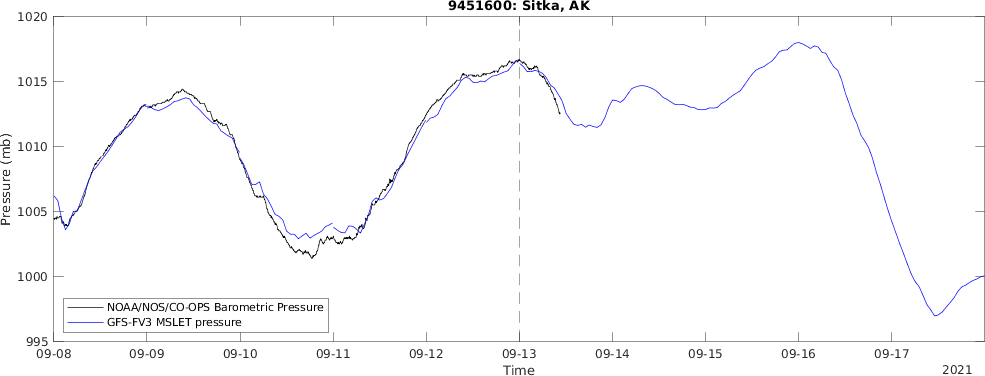 9451600: Sitka, AK
1020
1015
1010
1005
1000
995
Pressure (mb)
NOAA/NOS/CO-OPS Barometric Pressure
GFS-FV3 MSLET pressure
09-08 09-09 09-10 09-11 09-12 09-13 09-14 09-15 09-16 09-17
Time
2021